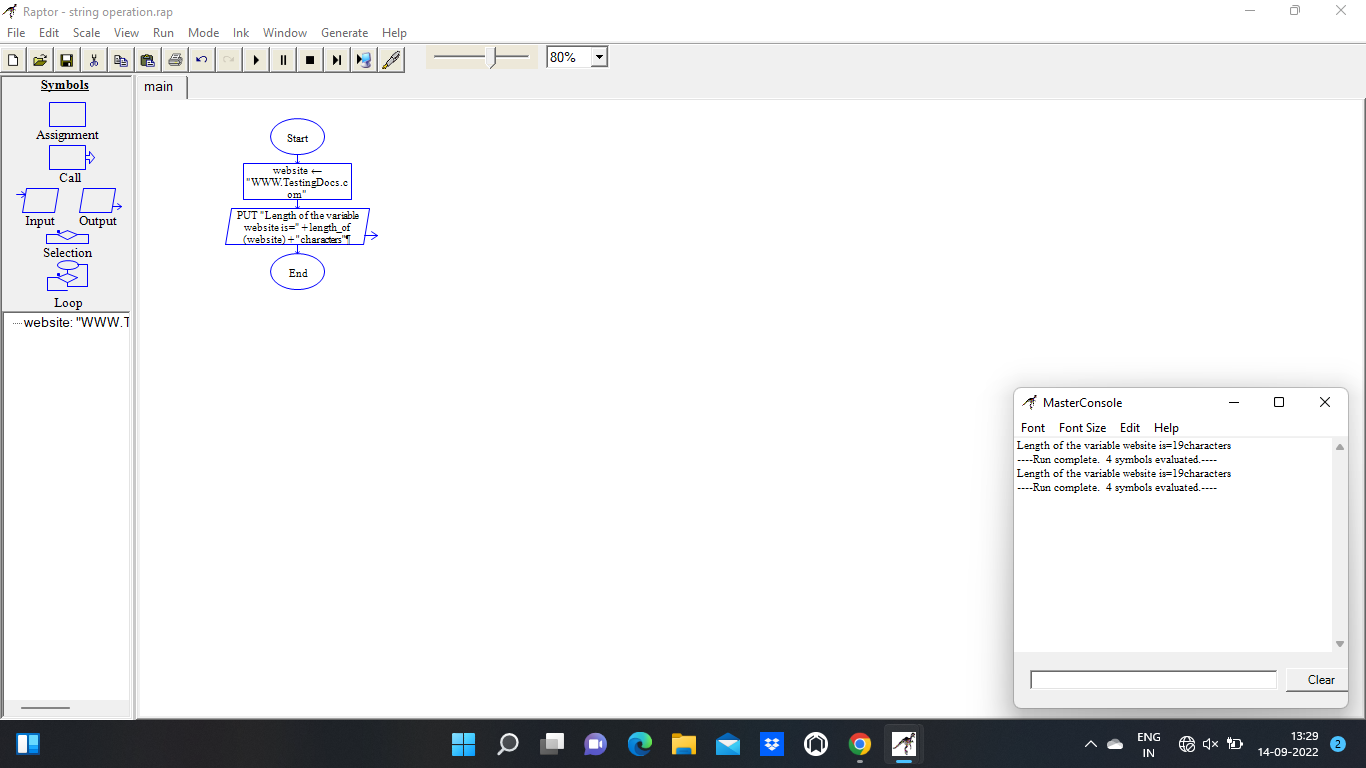 Raptor - string operation.rap
File Edit Scale View Run Mode Ink Window Generate Help
80%
Symbols
Assignment
Call
Input Output
Selection
Loop
website: "WWW.T
main
Start
website ←
"WWW.TestingDocs.c
om"
PUT "Length of the variable
website is=" +length_of
(website) +"characters"¶
End
MasterConsole
Font Font Size Edit Help
Length of the variable website is=19characters
----Run complete.  4 symbols evaluated.----
Length of the variable website is=19characters
----Run complete.  4 symbols evaluated.----
Clear
ENG
IN
13:29
14-09-2022
2